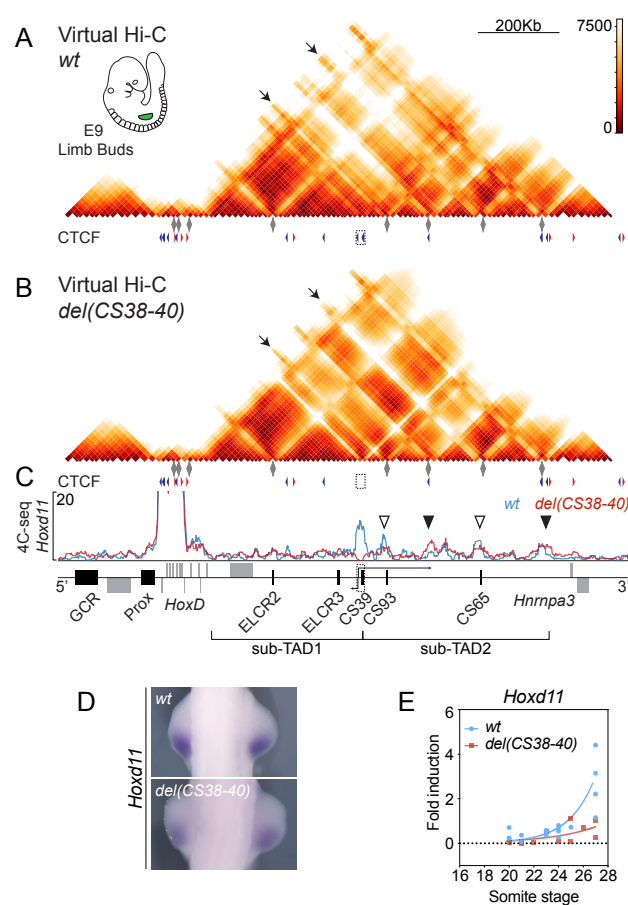 A
Virtual Hi-C
wt
E9
Limb Buds
200Kb
7500
0
CTCF
B
Virtual Hi-C
del(CS38-40)
CTCF
C
4C-seq
Hoxd11
20
wt del(CS38-40)
5'
3'
GCR
Prox
HoxD
ELCR2
ELCR3
CS39
CS93
CS65
Hnrnpa3
sub-TAD1
sub-TAD2
D
Hoxd11
wt
del(CS38-40)
E
Hoxd11
wt
del(CS38-40)
Fold induction
6
4
2
0
16 18 20 22 24 26 28
Somite stage